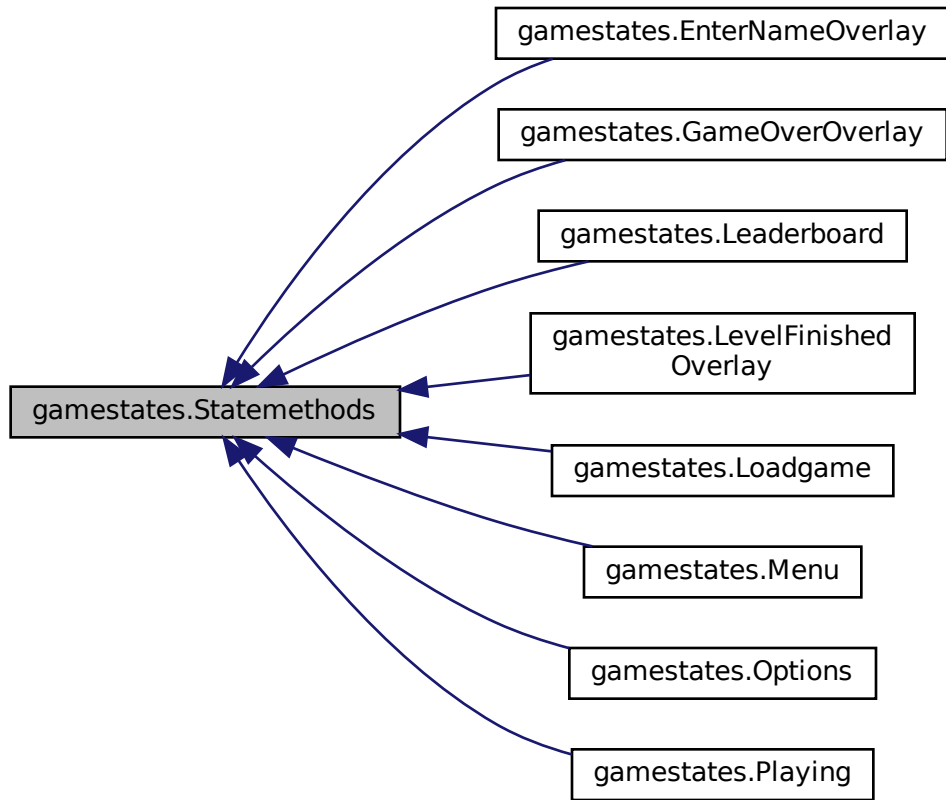 gamestates.EnterNameOverlay
gamestates.GameOverOverlay
gamestates.Leaderboard
gamestates.LevelFinished
Overlay
gamestates.Statemethods
gamestates.Loadgame
gamestates.Menu
gamestates.Options
gamestates.Playing